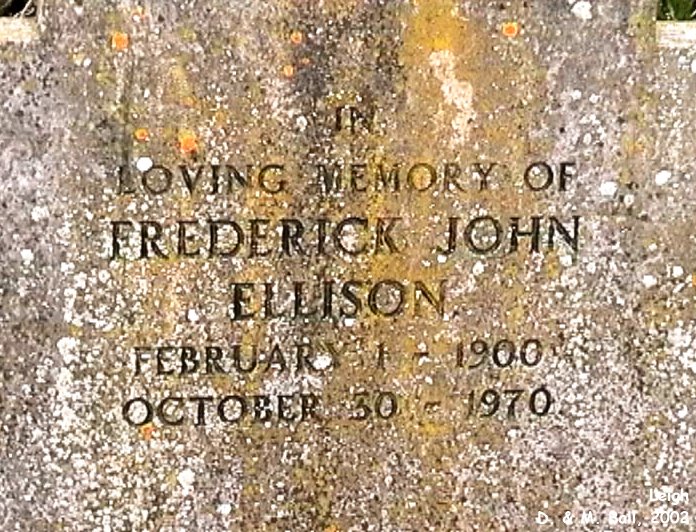 IN
LOVING MEMORY OF
FREDERICK JOHN
ELLISON.
FEBRUARY 1 - 1900
OCTOBER 30 - 1970.
Leigh
D. & M. Ball, 2002